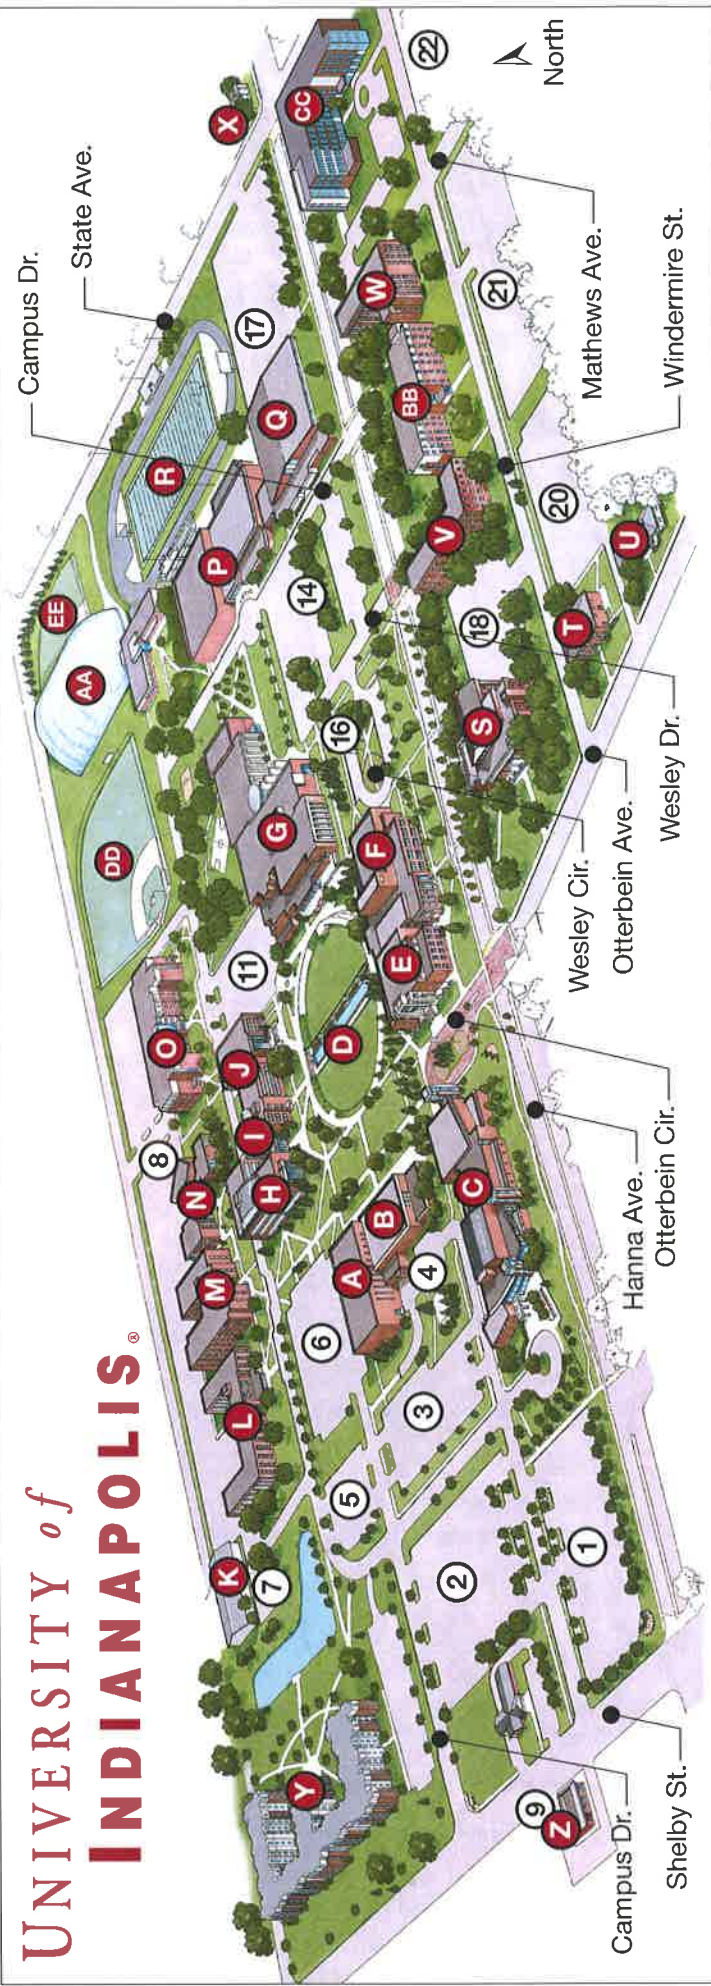 UNIVERSITY of
INDIANAPOLIS®
Campus Dr.
State Ave.
North
X
CC
22
R
17
Q
W
21
EE
AA
P
14
BB
V
20
U
DD
G
16
F
18
S
T
O
11
J
D
E
8
N
I
H
B
C
M
A
4
6
L
3
5
K
7
2
1
Y
9
Z
Mathews Ave.
Windermire St.
Wesley Dr.
Otterbein Ave.
Wesley Cir.
Otterbein Cir.
Hanna Ave.
Campus Dr.
Shelby St.